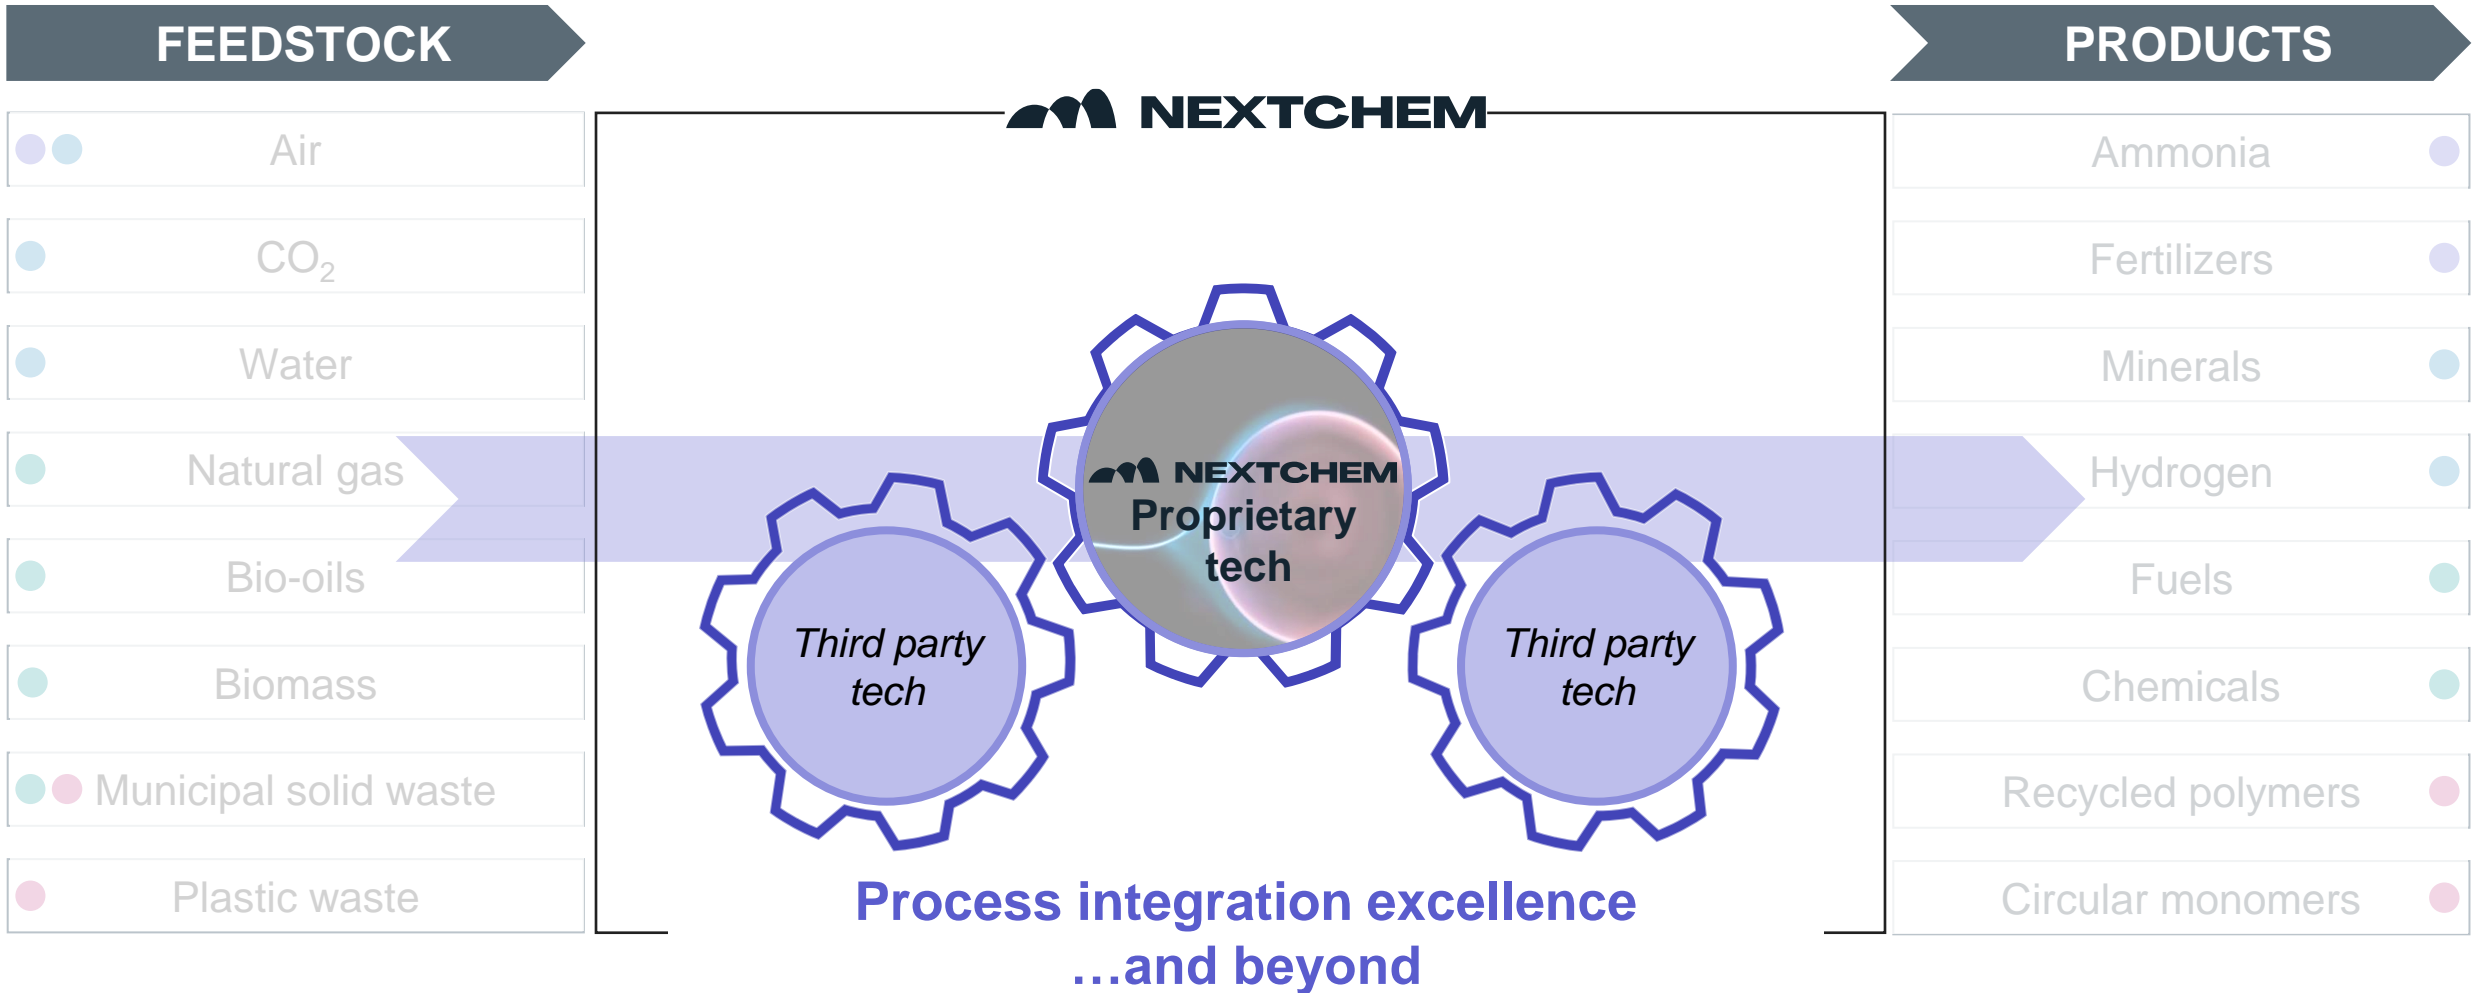 FEEDSTOCK
Air
CO₂
Water
Natural gas
Bio-oils
Biomass
Municipal solid waste
Plastic waste
NEXTCHEM
NEXTCHEM
Proprietary
tech
Third party
tech
Third party
tech
Process integration excellence
…and beyond
PRODUCTS
Ammonia
Fertilizers
Minerals
Hydrogen
Fuels
Chemicals
Recycled polymers
Circular monomers